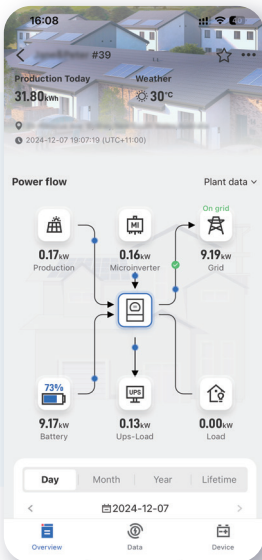 16:08
#39
Production Today
Weather
31.80kWh
30°C
2024-12-07 19:07:19 (UTC+11:00)
Power flow
Plant data
On grid
MI
0.17kW
0.16kW
9.19kW
Production
Microinverter
Grid
73%
UPS
9.17kW
0.13kW
0.00kW
Battery
Ups-Load
Load
Day
Month
Year
Lifetime
2024-12-07
Overview
Data
Device